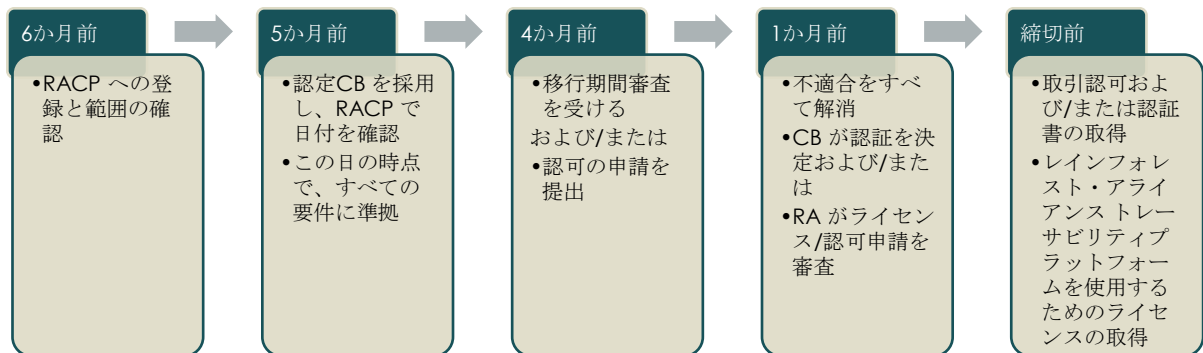 6か月前
•RACP への登
録と範囲の確
認
5か月前
•認定CB を採用
し、RACP で
日付を確認
•この日の時点
で、すべての
要件に準拠
4か月前
•移行期間審査
を受ける
および/または
•認可の申請を
提出
1か月前
•不適合をすべ
て解消
•CB が認証を決
定および/また
は
•RA がライセン
ス/認可申請を
審査
締切前
•取引認可およ
び/または認証
書の取得
•レインフォレ
スト・アライ
アンス トレー
サビリティプ
ラットフォー
ムを使用する
ためのライセ
ンスの取得